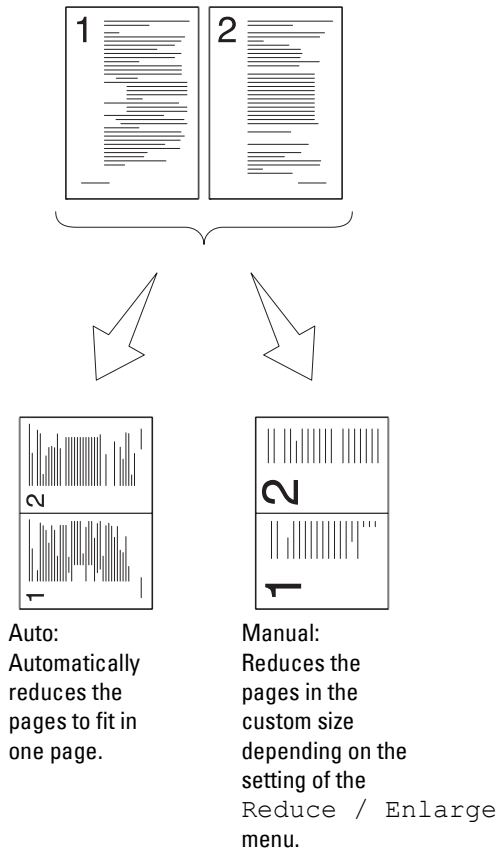 1
2
2
1
Auto:
Automatically
reduces the
pages to fit in
one page.
2
1
Manual:
Reduces the
pages in the
custom size
depending on the
setting of the
Reduce / Enlarge
menu.